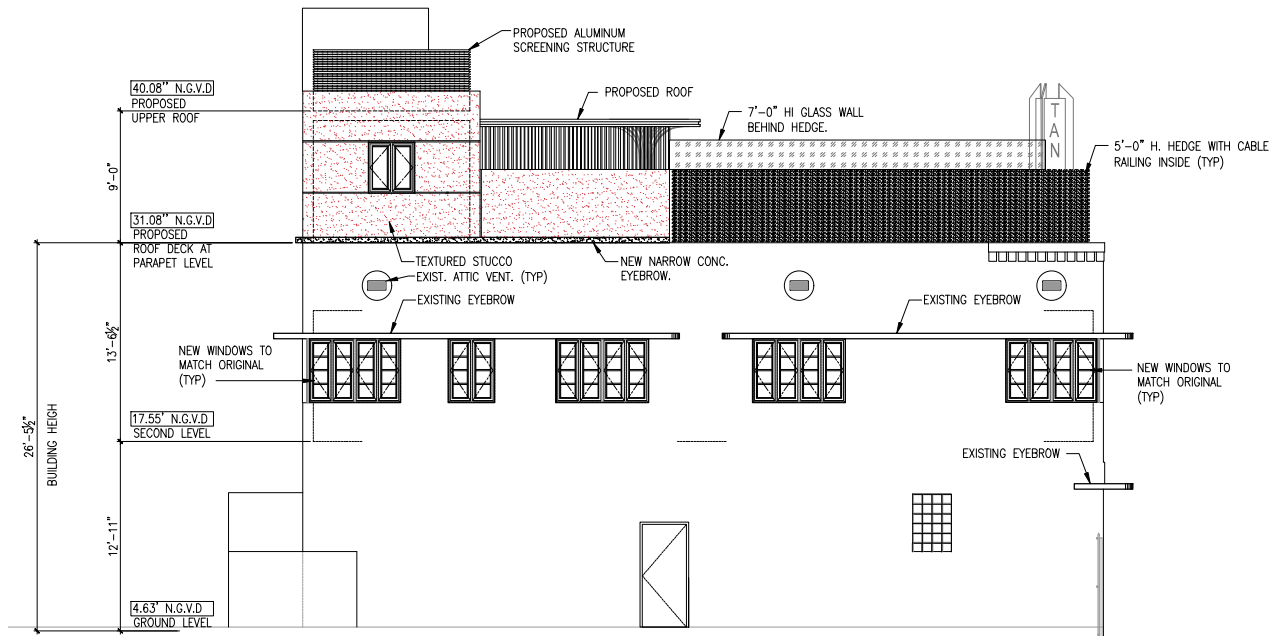 PROPOSED ALUMINUM
SCREENING STRUCTURE
40.08'' N.G.V.D
PROPOSED
UPPER ROOF
PROPOSED ROOF
7'-0" HI GLASS WALL
BEHIND HEDGE.
T
A
N
5'-0" H. HEDGE WITH CABLE
RAILING INSIDE (TYP)
9'-0"
31.08'' N.G.V.D
PROPOSED
ROOF DECK AT
PARAPET LEVEL
TEXTURED STUCCO
EXIST. ATTIC VENT. (TYP)
NEW NARROW CONC.
EYEBROW.
EXISTING EYEBROW
EXISTING EYEBROW
13'-6½"
NEW WINDOWS TO
MATCH ORIGINAL
(TYP)
NEW WINDOWS TO
MATCH ORIGINAL
(TYP)
17.55' N.G.V.D
SECOND LEVEL
26'-5½"
BUILDING HEIGH
EXISTING EYEBROW
12'-11"
4.63' N.G.V.D
GROUND LEVEL